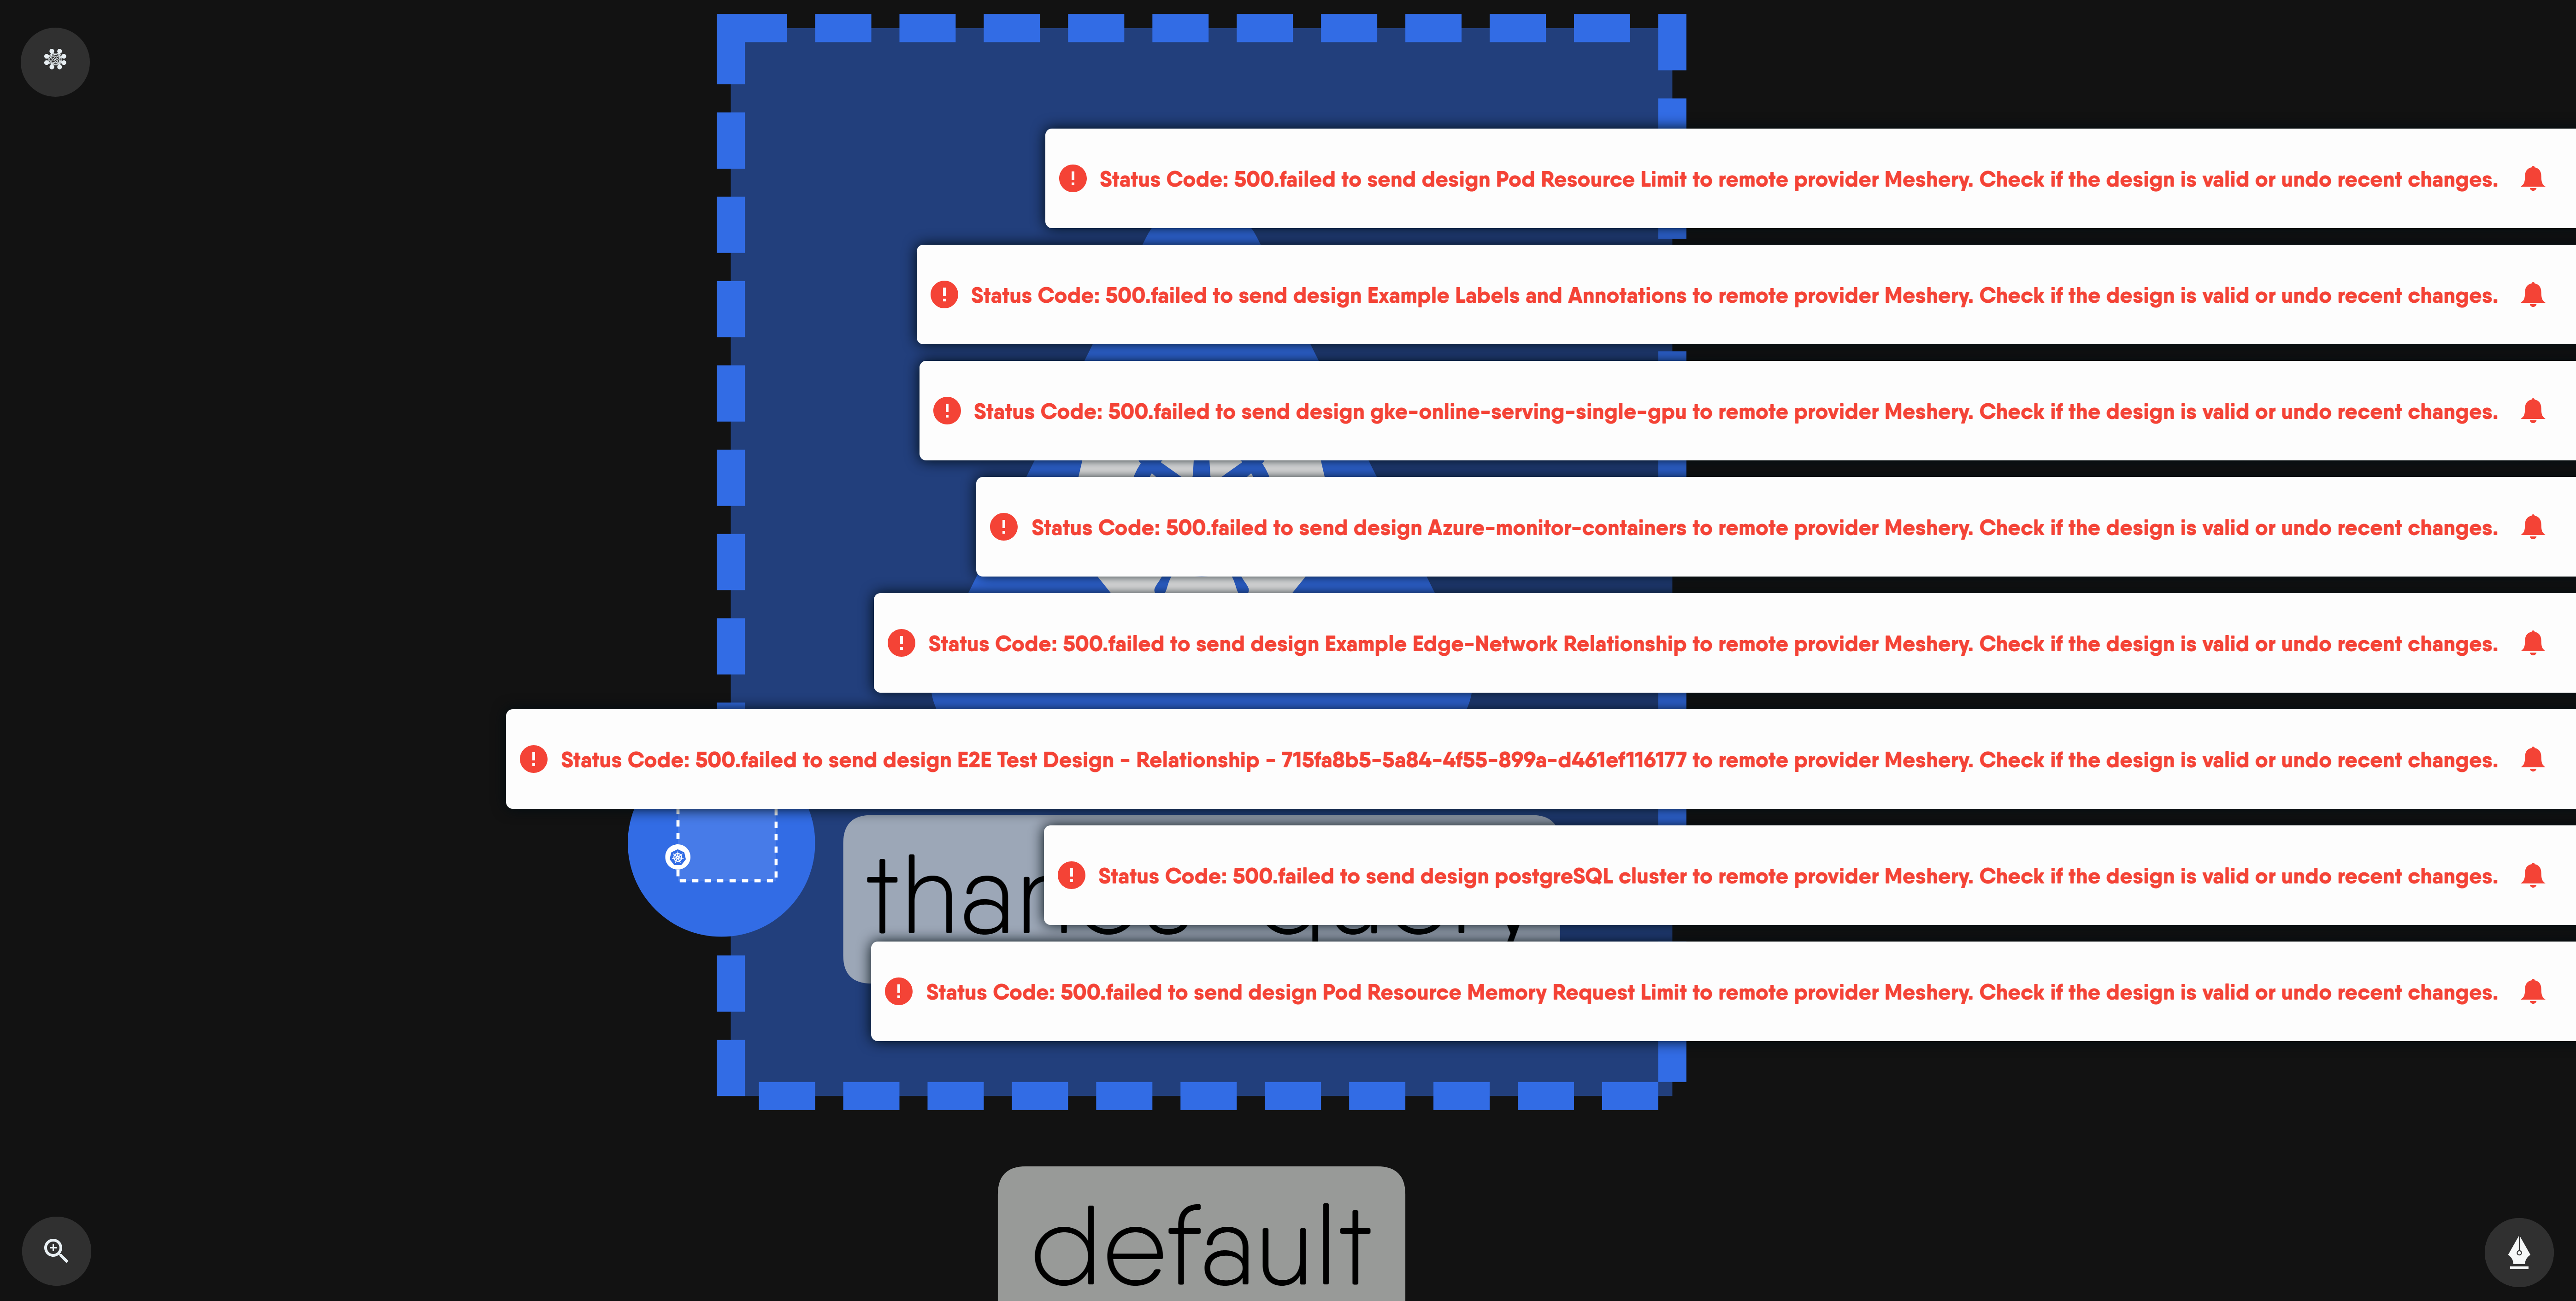 Status Code: 500.failed to send design Pod Resource Limit to remote provider Meshery. Check if the design is valid or undo recent changes.
Status Code: 500.failed to send design Example Labels and Annotations to remote provider Meshery. Check if the design is valid or undo recent changes.
Status Code: 500.failed to send design gke-online-serving-single-gpu to remote provider Meshery. Check if the design is valid or undo recent changes.
Status Code: 500.failed to send design Azure-monitor-containers to remote provider Meshery. Check if the design is valid or undo recent changes.
Status Code: 500.failed to send design Example Edge-Network Relationship to remote provider Meshery. Check if the design is valid or undo recent changes.
Status Code: 500.failed to send design E2E Test Design - Relationship - 715fa8b5-5a84-4f55-899a-d461ef116177 to remote provider Meshery. Check if the design is valid or undo recent changes.
Status Code: 500.failed to send design postgreSQL cluster to remote provider Meshery. Check if the design is valid or undo recent changes.
Status Code: 500.failed to send design Pod Resource Memory Request Limit to remote provider Meshery. Check if the design is valid or undo recent changes.
default